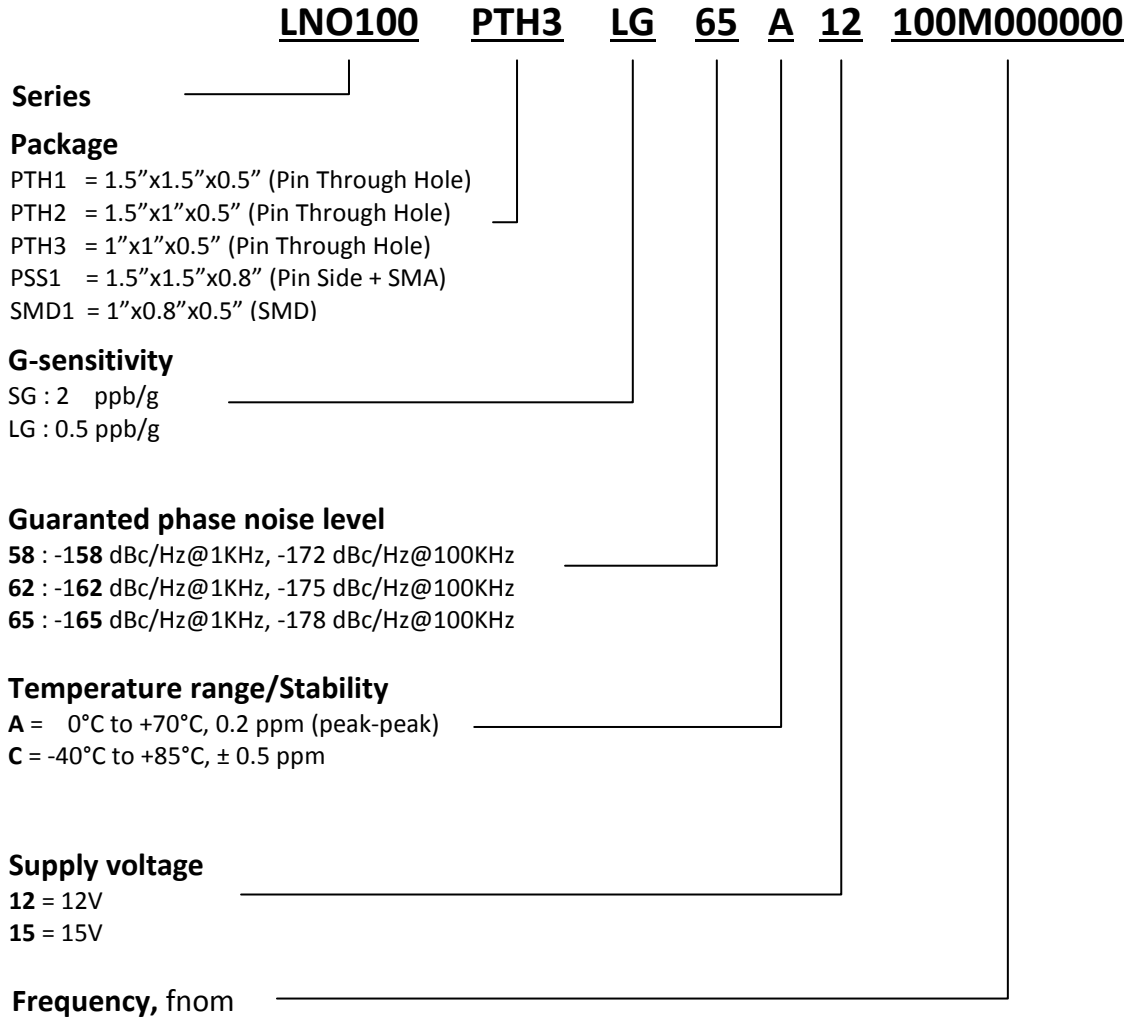 LNO100 PTH3 LG 65 A 12 100M000000
Series
Package
PTH1 = 1.5”x1.5”x0.5” (Pin Through Hole)
PTH2 = 1.5”x1”x0.5” (Pin Through Hole)
PTH3 = 1”x1”x0.5” (Pin Through Hole)
PSS1 = 1.5”x1.5”x0.8” (Pin Side + SMA)
SMD1 = 1”x0.8”x0.5” (SMD)
G-sensitivity
SG : 2 ppb/g
LG : 0.5 ppb/g
Guaranted phase noise level
58 : -158 dBc/Hz@1KHz, -172 dBc/Hz@100KHz
62 : -162 dBc/Hz@1KHz, -175 dBc/Hz@100KHz
65 : -165 dBc/Hz@1KHz, -178 dBc/Hz@100KHz
Temperature range/Stability
A = 0°C to +70°C, 0.2 ppm (peak-peak)
C = -40°C to +85°C, ± 0.5 ppm
Supply voltage
12 = 12V
15 = 15V
Frequency, fnom